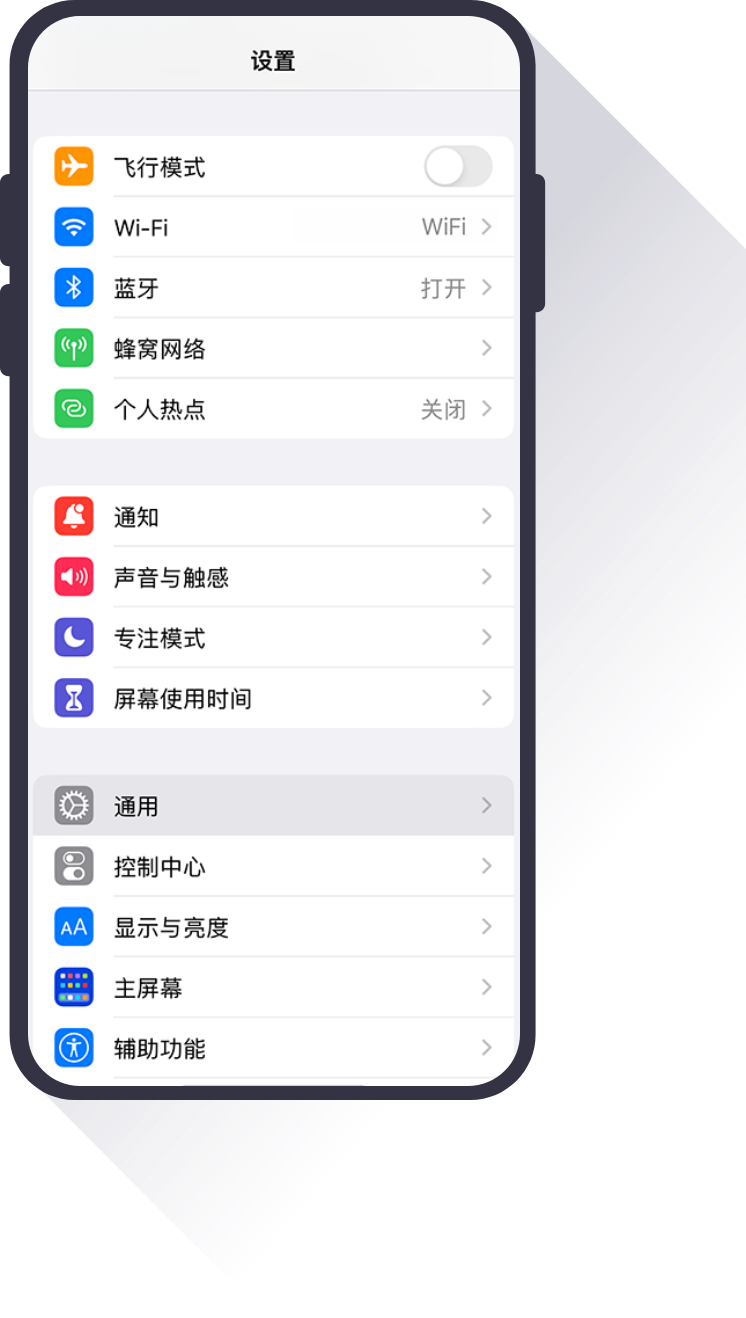 设置
飞行模式
Wi-Fi WiFi
蓝牙 打开
蜂窝网络
个人热点 关闭
通知
声音与触感
专注模式
屏幕使用时间
通用
控制中心
AA 显示与亮度
主屏幕
辅助功能